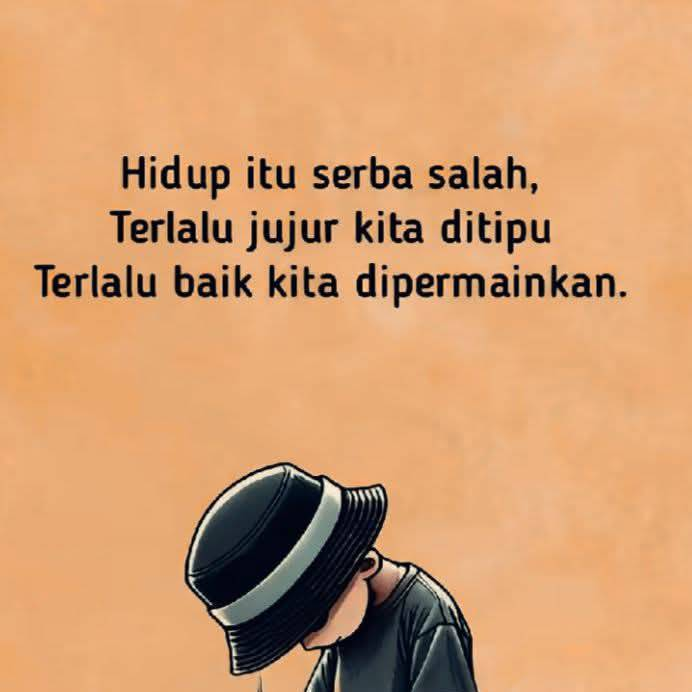 Hidup itu serba salah,
Terlalu jujur kita ditipu
Terlalu baik kita dipermainkan.